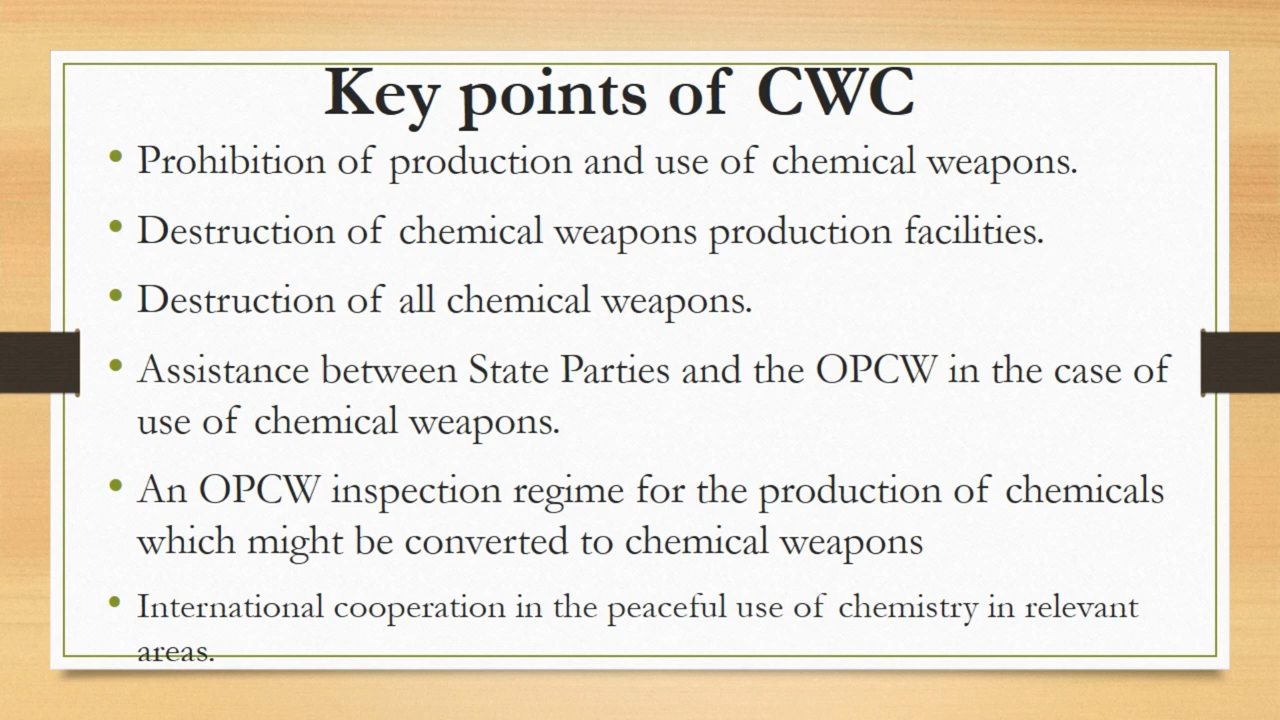 Key points of CWC
• Prohibition of production and use of chemical weapons.
• Destruction of chemical weapons production facilities.
• Destruction of all chemical weapons.
• Assistance between State Parties and the OPCW in the case of
use of chemical weapons.
• An OPCW inspection regime for the production of chemicals
which might be converted to chemical weapons
• International cooperation in the peaceful use of chemistry in relevant
areas.